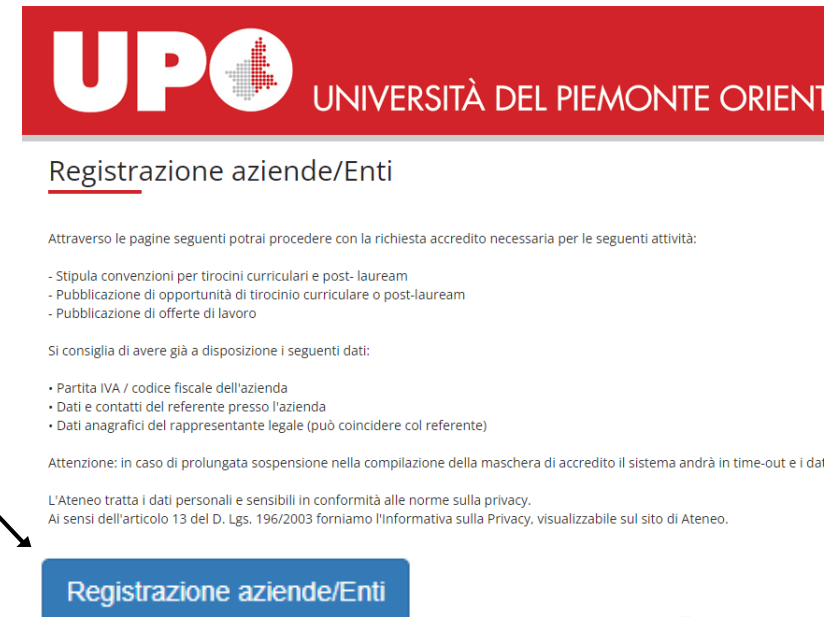 UPO
UNIVERSITÀ DEL PIEMONTE ORIENT
Registrazione aziende/Enti
Attraverso le pagine seguenti potrai procedere con la richiesta accredito necessaria per le seguenti attività:
- Stipula convenzioni per tirocini curriculari e post- lauream
- Pubblicazione di opportunità di tirocinio curriculare o post-lauream
- Pubblicazione di offerte di lavoro
Si consiglia di avere già a disposizione i seguenti dati:
• Partita IVA / codice fiscale dell'azienda
• Dati e contatti del referente presso l'azienda
• Dati anagrafici del rappresentante legale (può coincidere col referente)
Attenzione: in caso di prolungata sospensione nella compilazione della maschera di accredito il sistema andrà in time-out e i dat
L'Ateneo tratta i dati personali e sensibili in conformità alle norme sulla privacy.
Ai sensi dell'articolo 13 del D. Lgs. 196/2003 forniamo l'Informativa sulla Privacy, visualizzabile sul sito di Ateneo.
Registrazione aziende/Enti